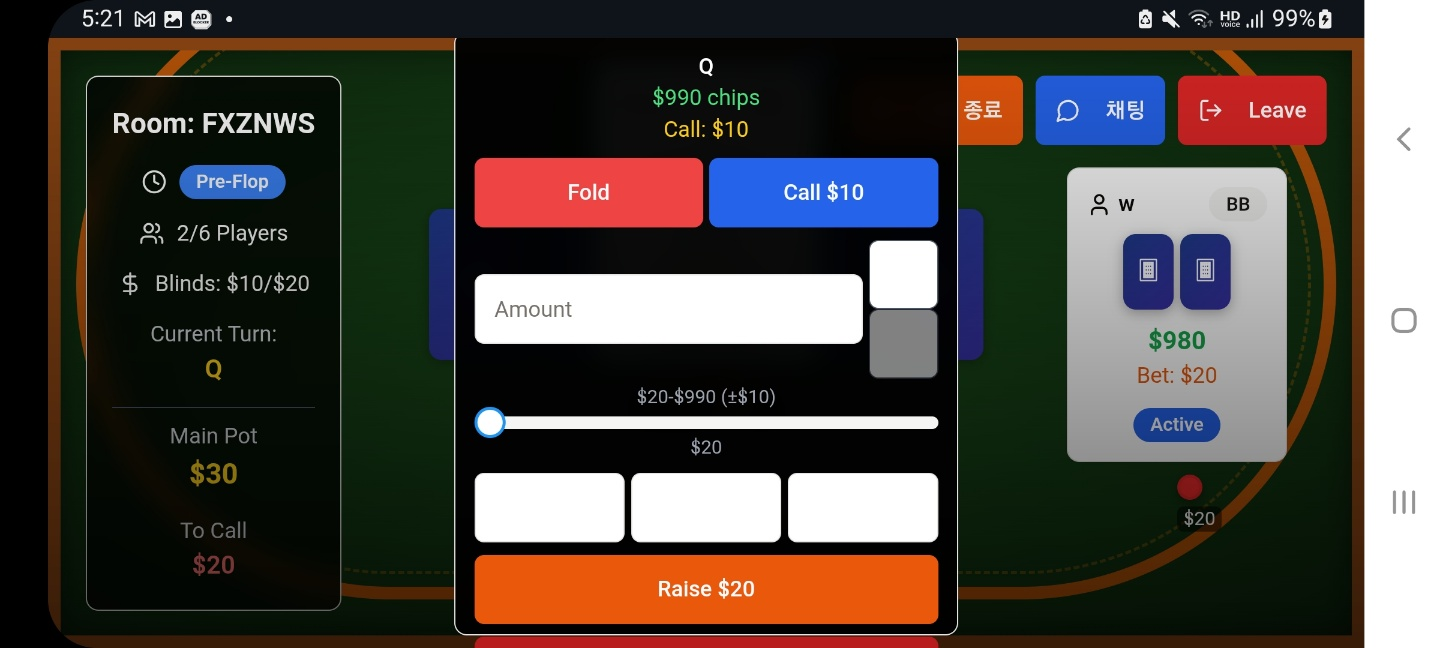 5:21
AD
BLOCKER
HD
VOICE
99%
Room: FXZNWS
Pre-Flop
2/6 Players
Blinds: $10/$20
Current Turn:
Q
Main Pot
$30
To Call
$20
Q
$990 chips
Call: $10
Fold
Call $10
Amount
$20-$990 (±$10)
$20
Raise $20
종료
채팅
Leave
w
BB
$980
Bet: $20
Active
$20